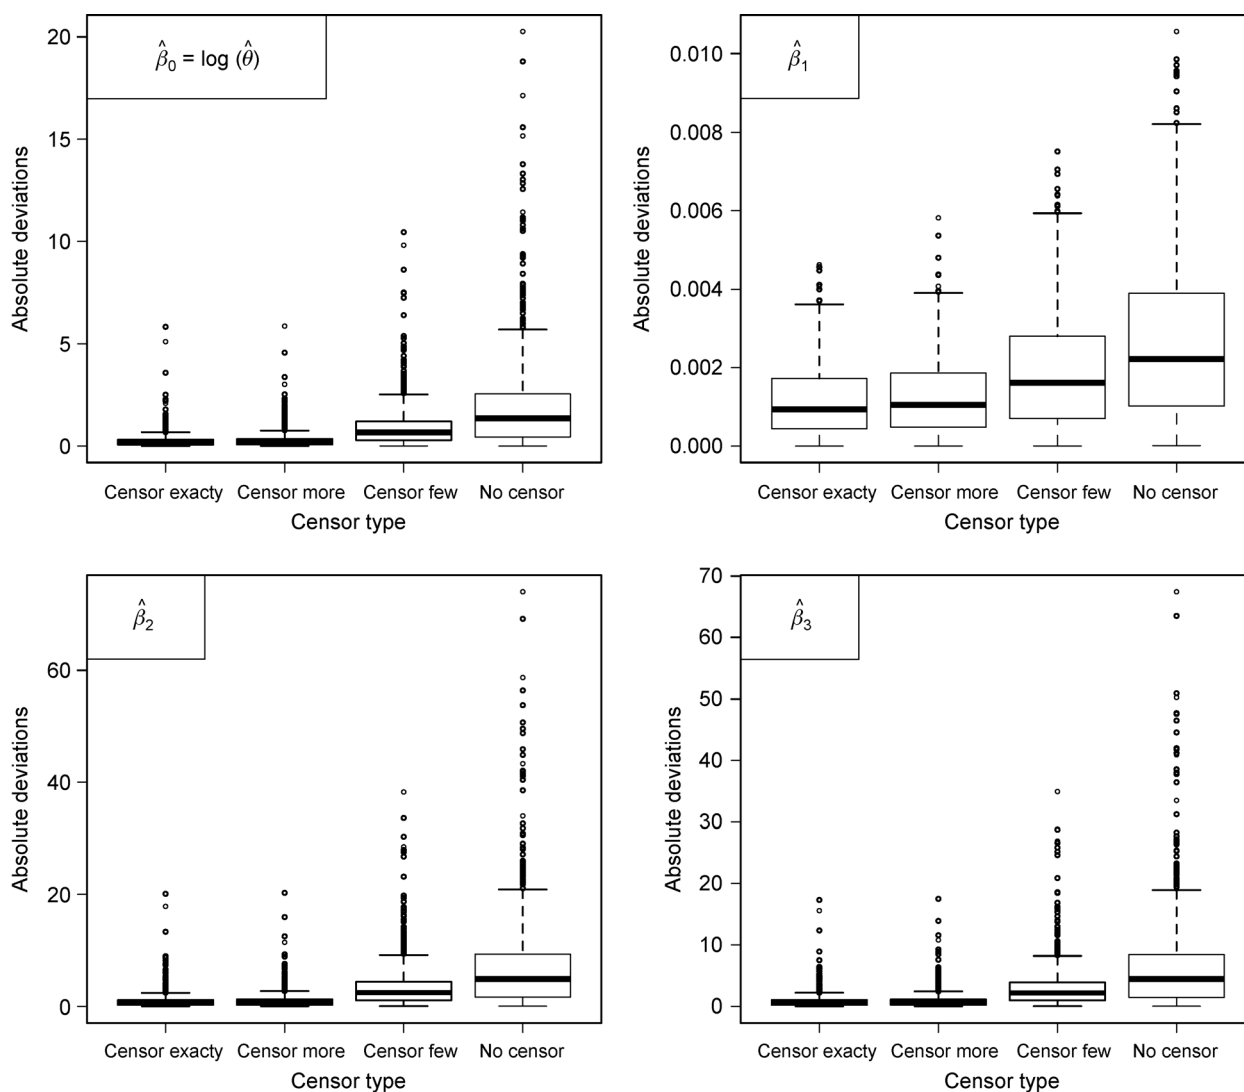 β̂₀ = log (θ̂)
Absolute deviations
20
15
10
5
0
Censor exacty Censor more Censor few No censor
Censor type
β̂₁
Absolute deviations
0.010
0.008
0.006
0.004
0.002
0.000
Censor exacty Censor more Censor few No censor
Censor type
β̂₂
Absolute deviations
60
40
20
0
Censor exacty Censor more Censor few No censor
Censor type
β̂₃
Absolute deviations
70
60
50
40
30
20
10
0
Censor exacty Censor more Censor few No censor
Censor type